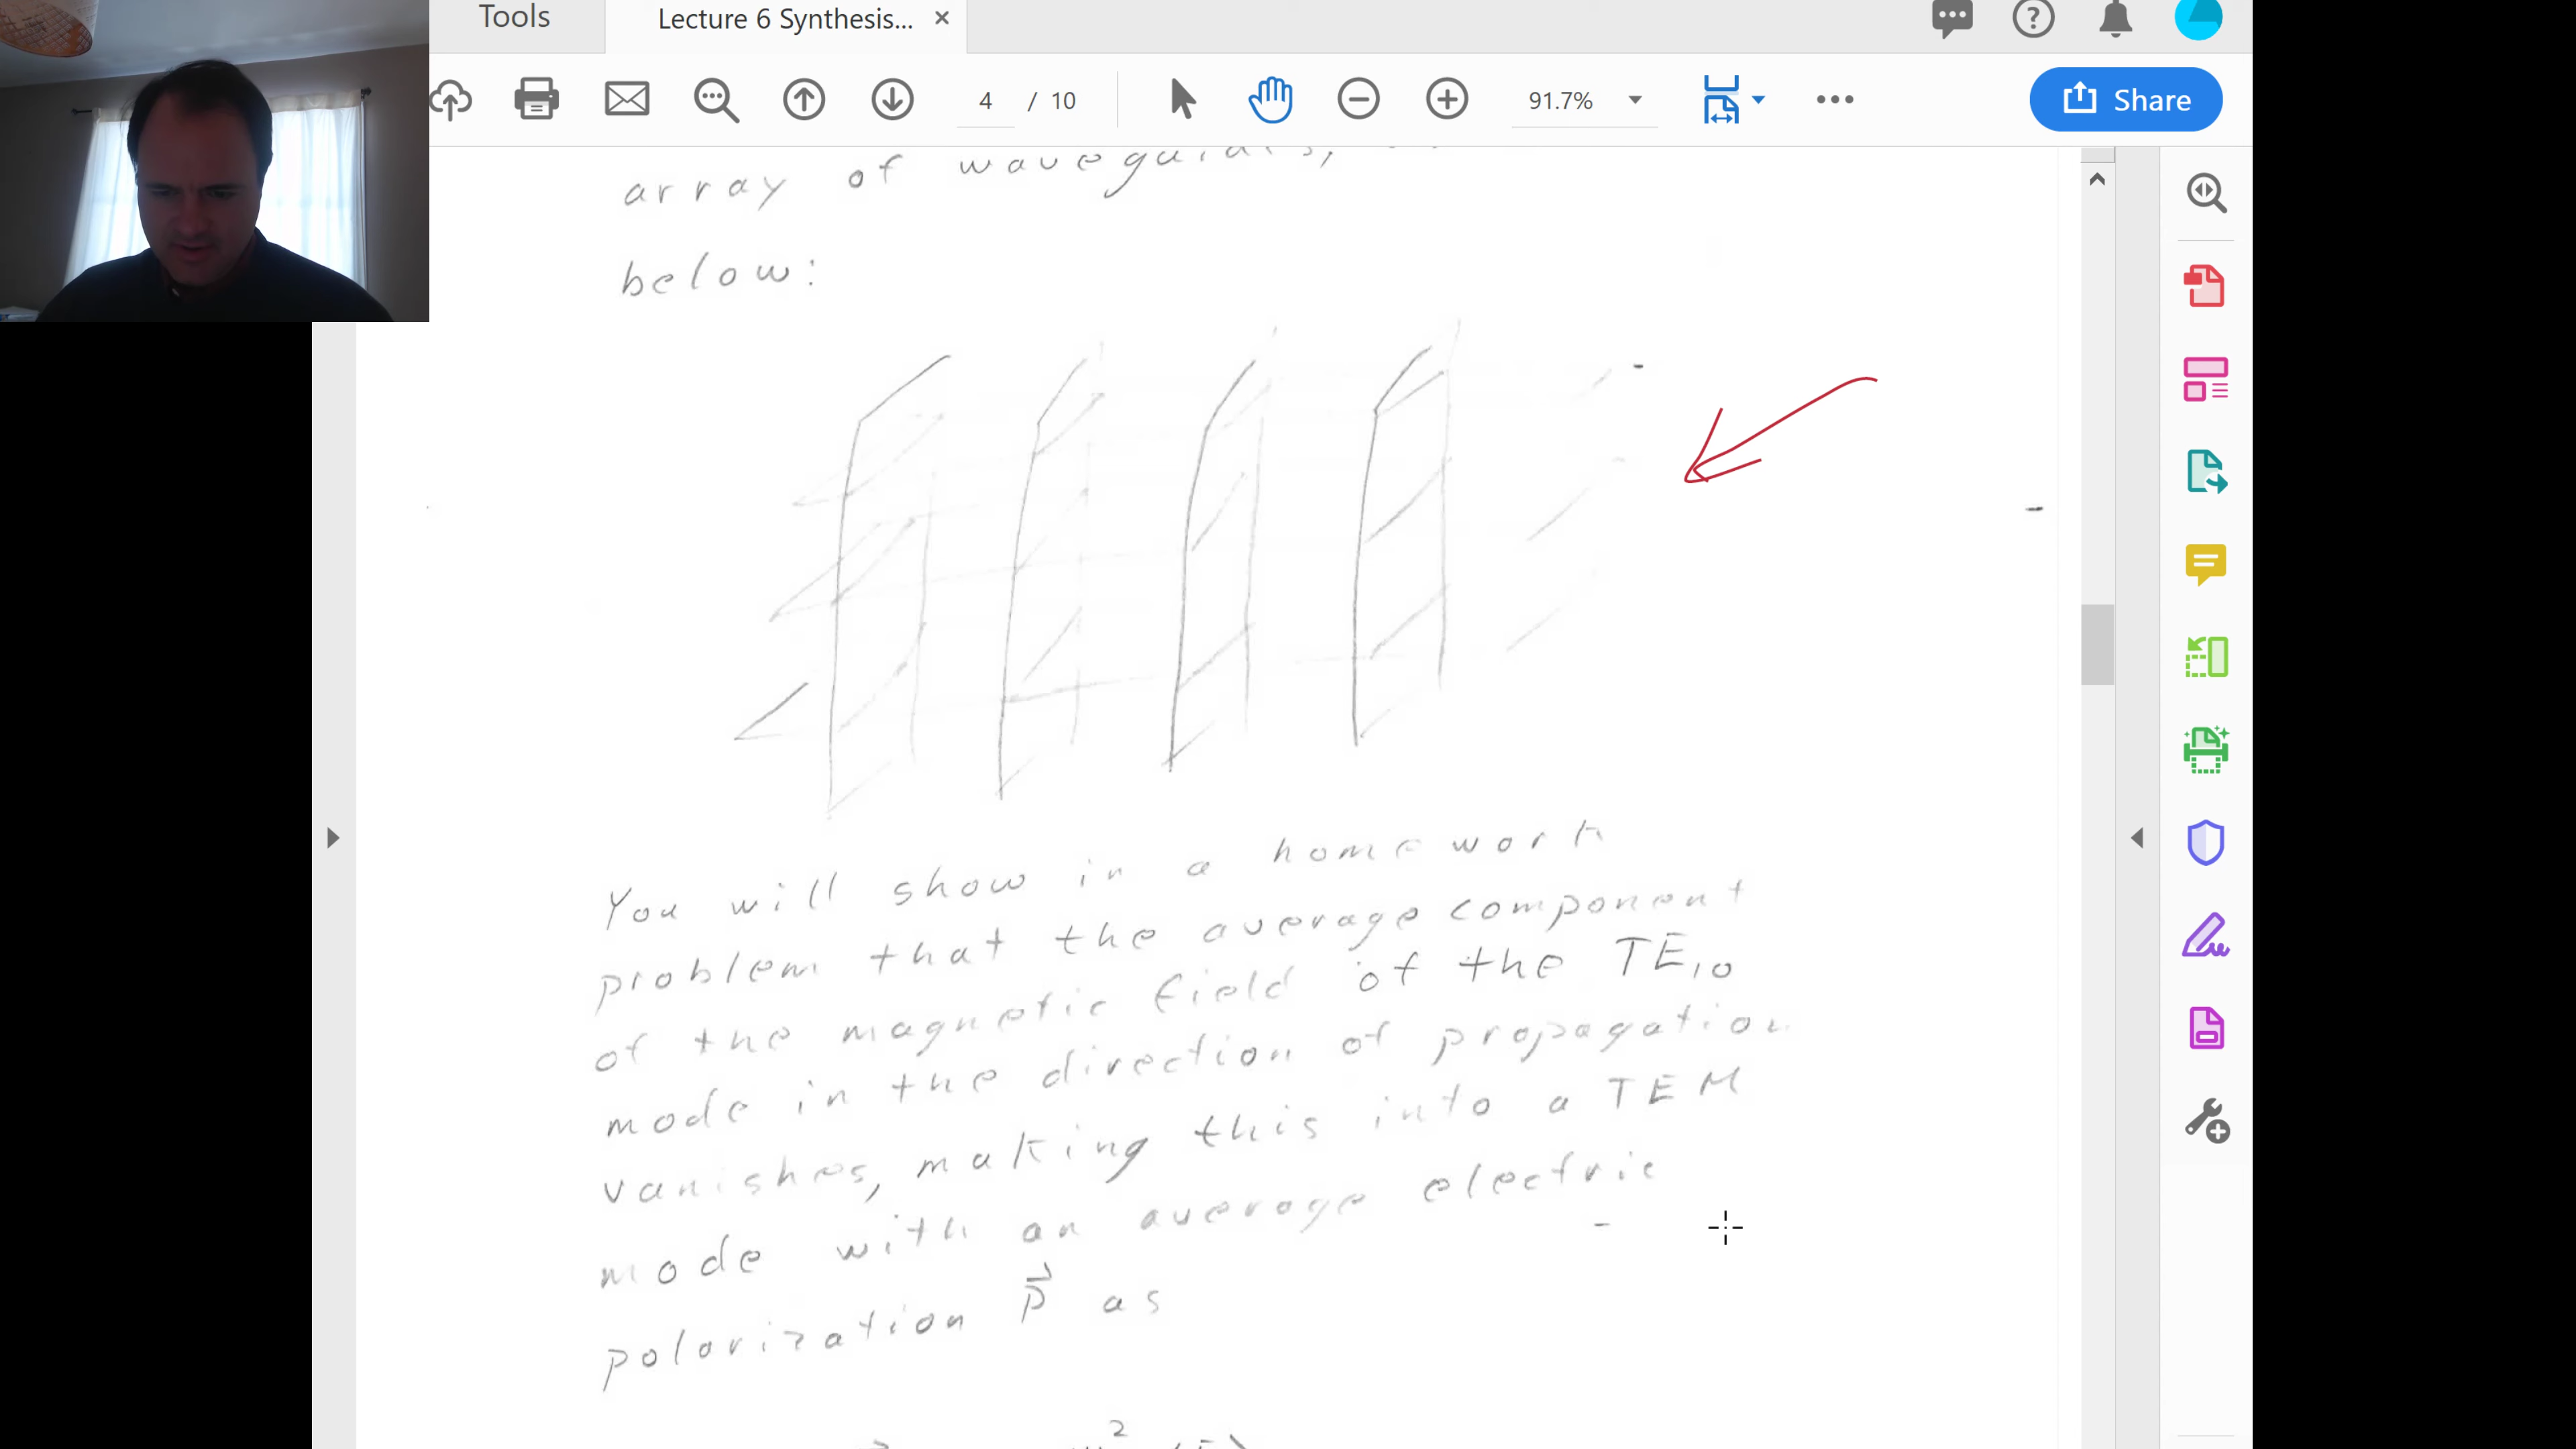 Tools
Lecture 6 Synthesis...
4 / 10
91.7%
Share
array of waveguides,
below:
You will show in a homework
problem that the average component
of the magnetic field of the TE10
mode in the direction of propagation
vanishes, making this into a TEM
mode with an average electric
polarization p⃗ as